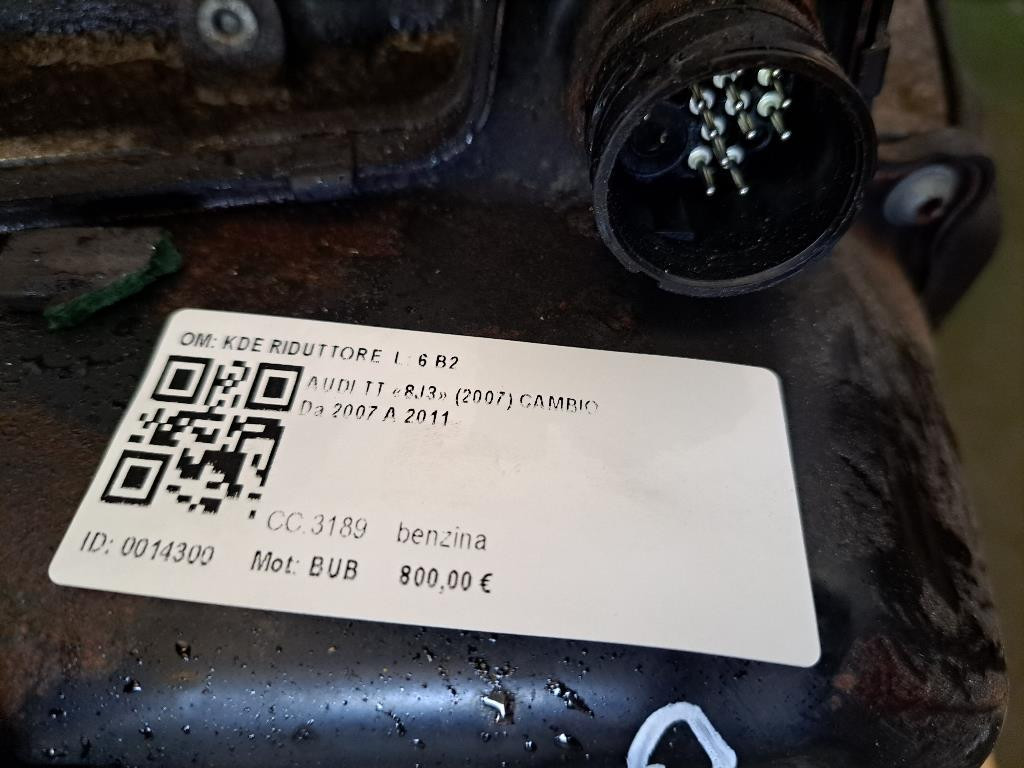 OM: KDE RIDUTTORE L: 6 B2
AUDI TT «8J3» (2007) CAMBIO
Da 2007 A 2011
CC.3189 benzina
ID: 0014300 Mot: BUB 800,00 €